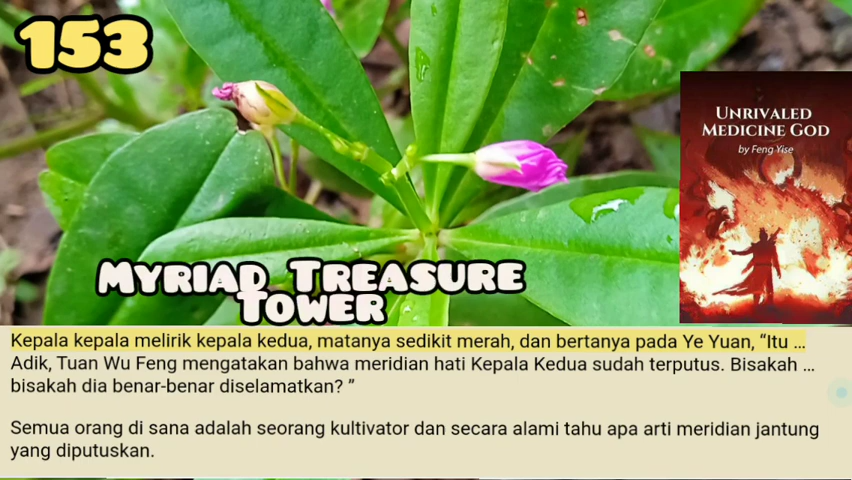 153
UNRIVALED
MEDICINE GOD
by Feng Yise
MYRIAD TREASURE
TOWER
Kepala kepala melirik kepala kedua, matanya sedikit merah, dan bertanya pada Ye Yuan, “Itu ...
Adik, Tuan Wu Feng mengatakan bahwa meridian hati Kepala Kedua sudah terputus. Bisakah ...
bisakah dia benar-benar diselamatkan? ”
Semua orang di sana adalah seorang kultivator dan secara alami tahu apa arti meridian jantung
yang diputuskan.